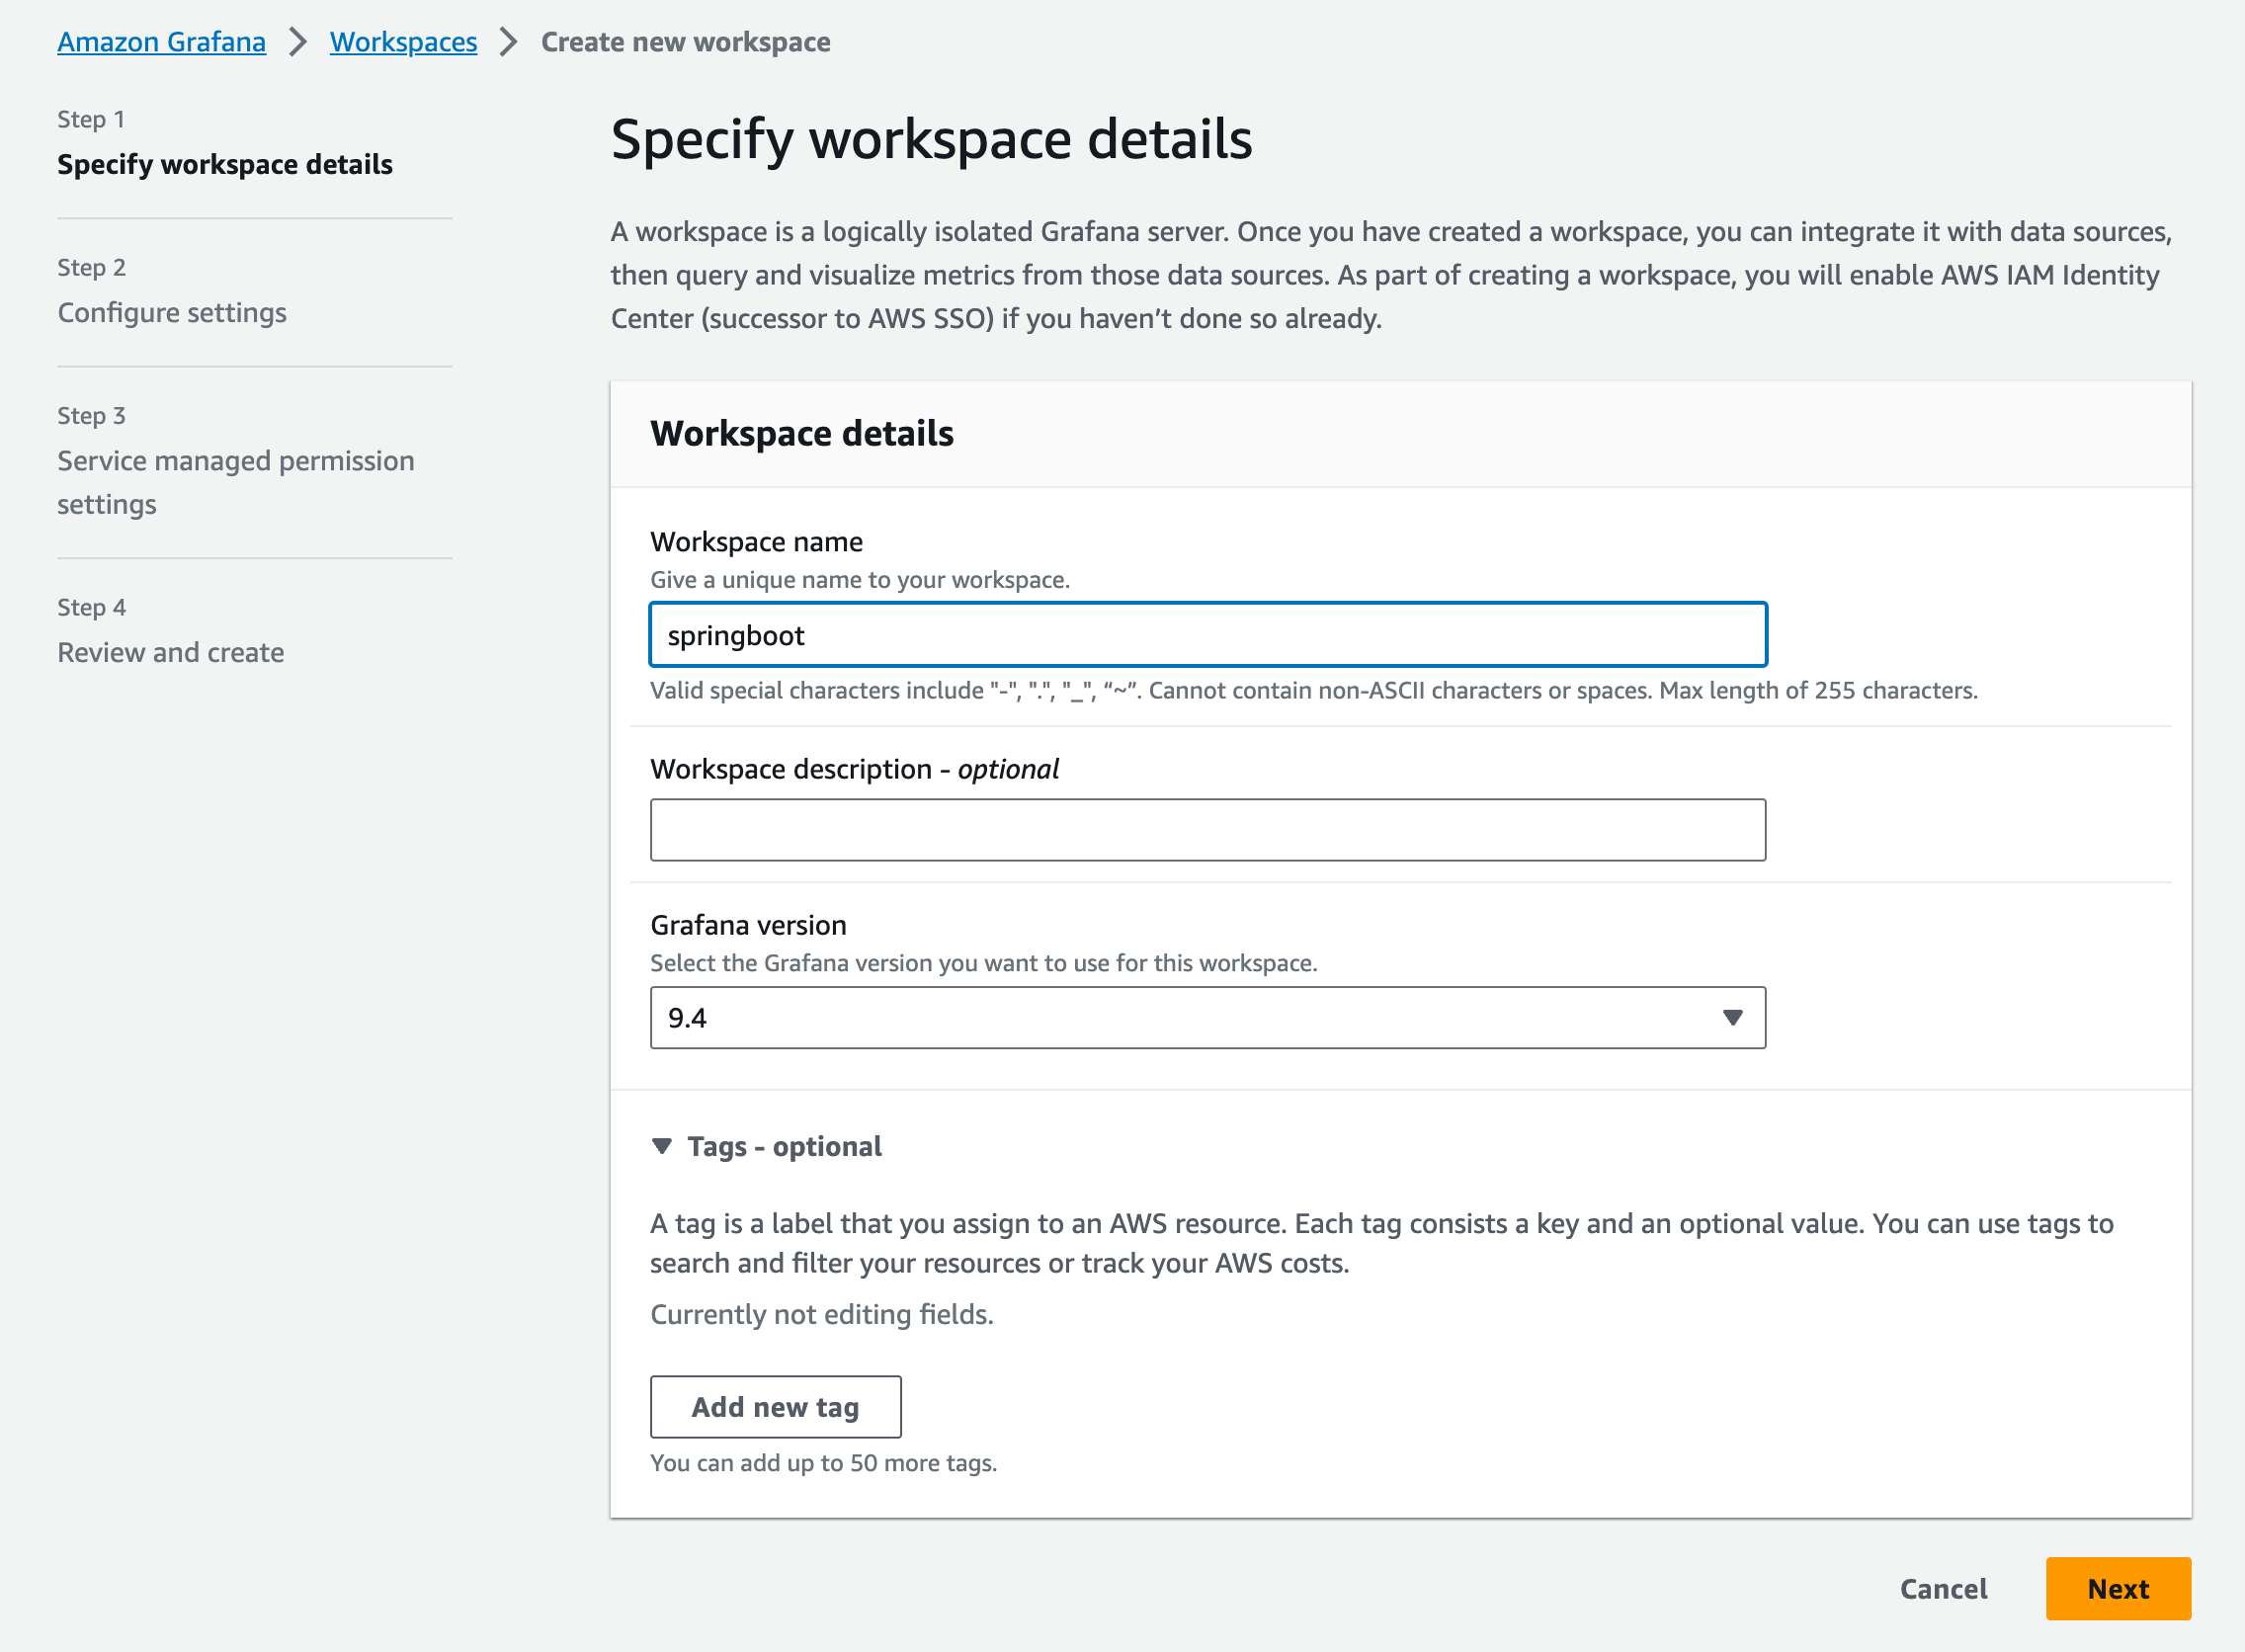 Amazon Grafana > Workspaces > Create new workspace
Step 1
Specify workspace details
Step 2
Configure settings
Step 3
Service managed permission
settings
Step 4
Review and create
Specify workspace details
A workspace is a logically isolated Grafana server. Once you have created a workspace, you can integrate it with data sources,
then query and visualize metrics from those data sources. As part of creating a workspace, you will enable AWS IAM Identity
Center (successor to AWS SSO) if you haven’t done so already.
Workspace details
Workspace name
Give a unique name to your workspace.
springboot
Valid special characters include "-", ".", "_", “~”. Cannot contain non-ASCII characters or spaces. Max length of 255 characters.
Workspace description - optional
Grafana version
Select the Grafana version you want to use for this workspace.
9.4
Tags - optional
A tag is a label that you assign to an AWS resource. Each tag consists a key and an optional value. You can use tags to
search and filter your resources or track your AWS costs.
Currently not editing fields.
Add new tag
You can add up to 50 more tags.
Cancel
Next